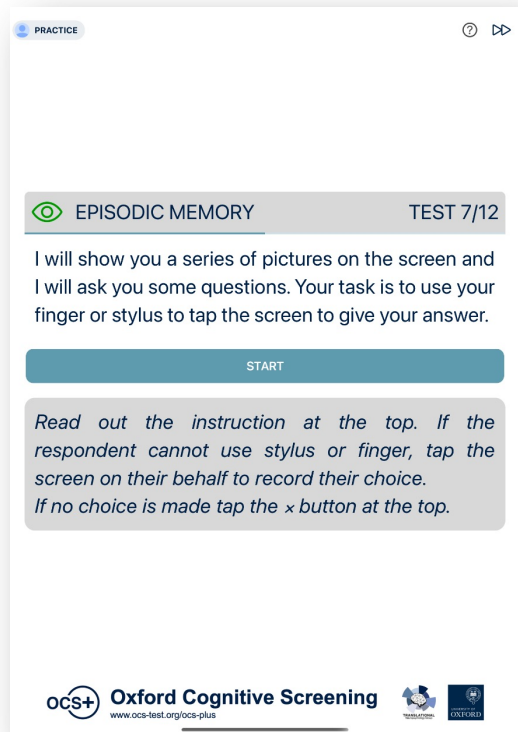 PRACTICE
EPISODIC MEMORY TEST 7/12
I will show you a series of pictures on the screen and
I will ask you some questions. Your task is to use your
finger or stylus to tap the screen to give your answer.
START
Read out the instruction at the top. If the
respondent cannot use stylus or finger, tap the
screen on their behalf to record their choice.
If no choice is made tap the × button at the top.
OCS+ Oxford Cognitive Screening
www.ocs-test.org/ocs-plus
TRANSLATIONAL
UNIVERSITY OF
OXFORD